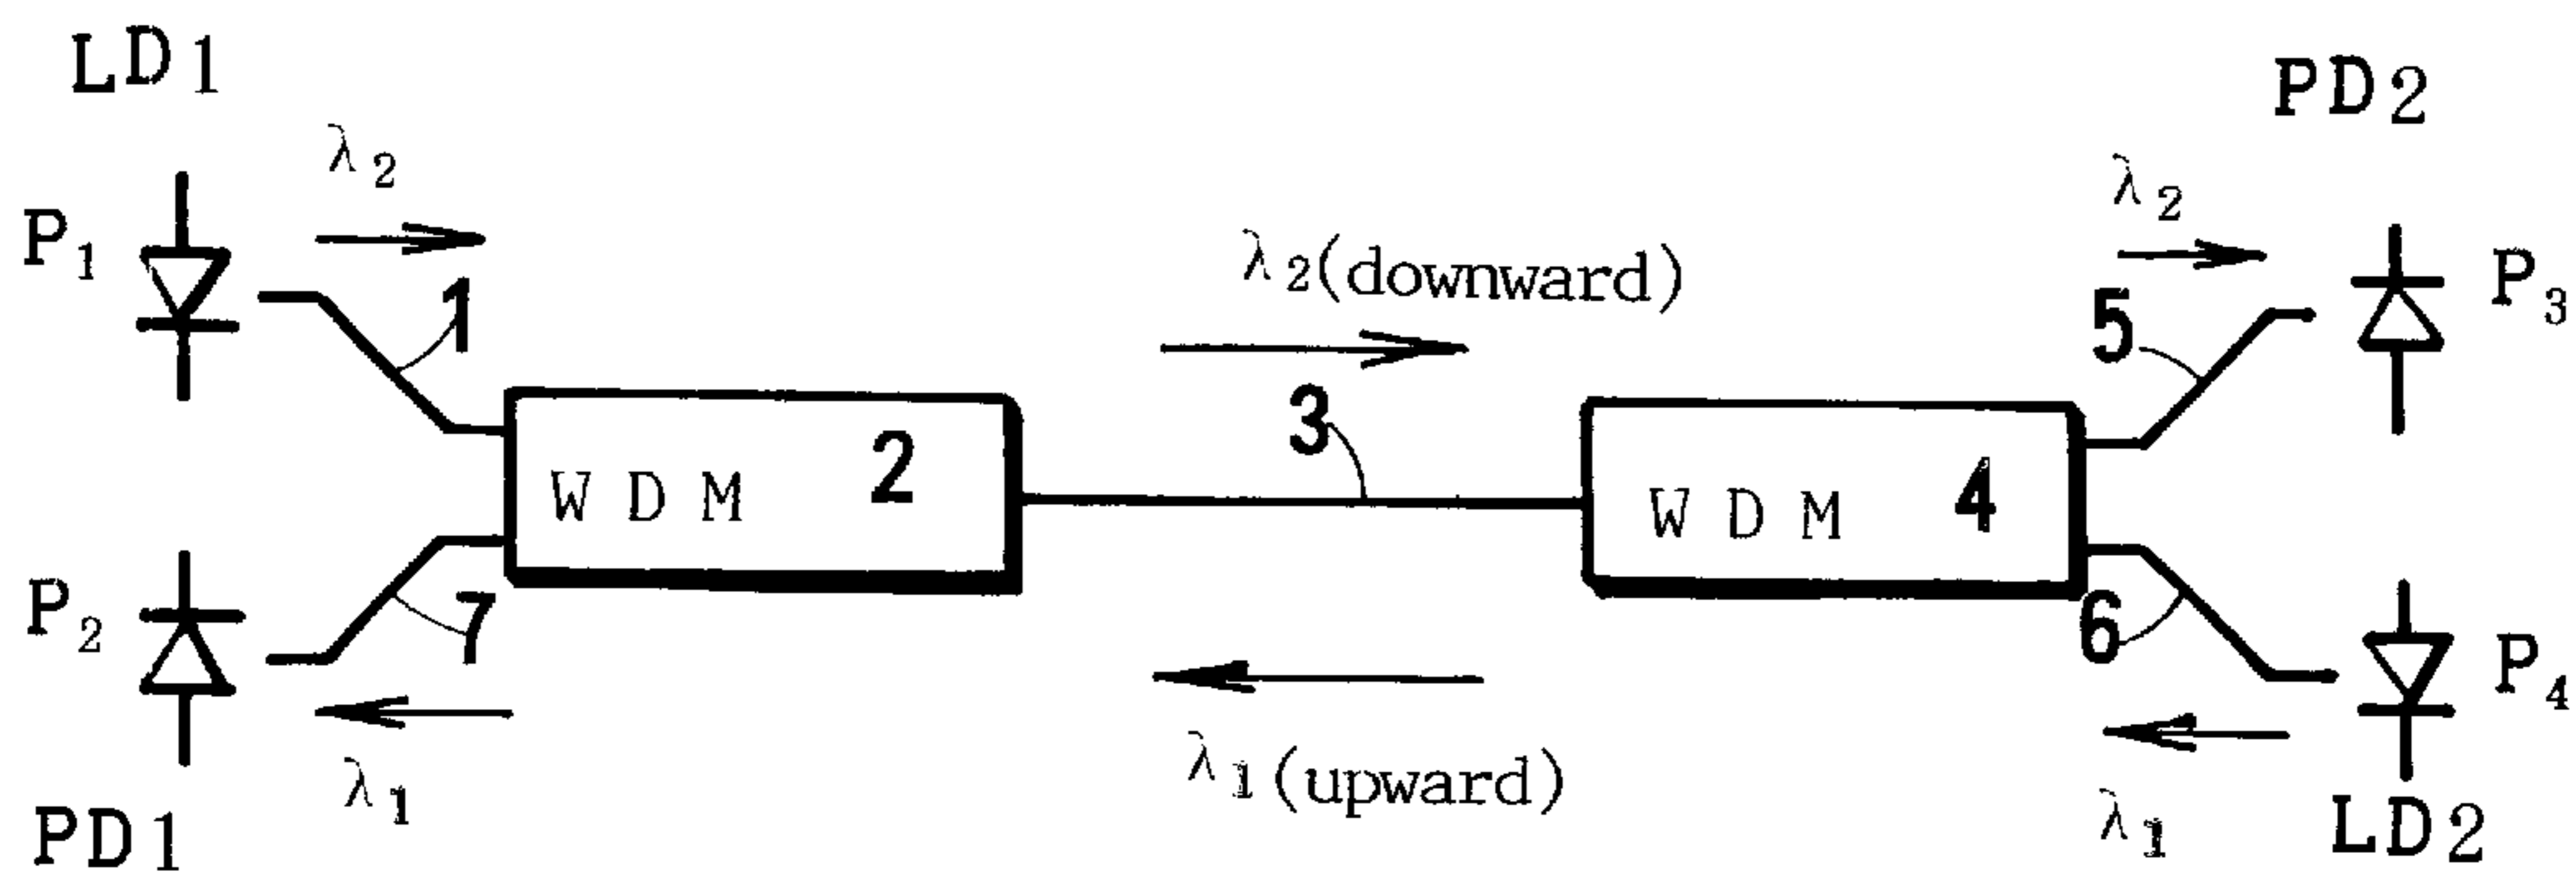 LD1
PD2
λ2
λ2
P1
P3
λ2(downward)
1
5
3
WDM 2
WDM 4
P2
7
6
P4
λ1
λ1(upward)
λ1
PD1
LD2